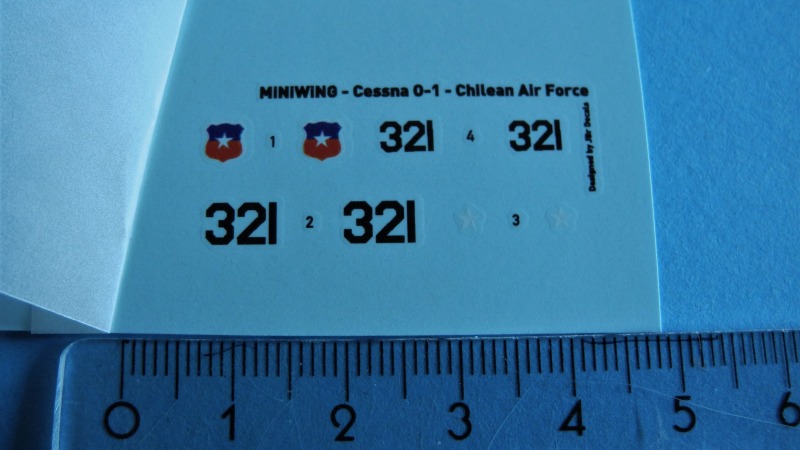 MINIWING - Cessna O-1 - Chilean Air Force
Designed by JBr Decals
1 321 4 321
321 2 321 3
0 1 2 3 4 5 6